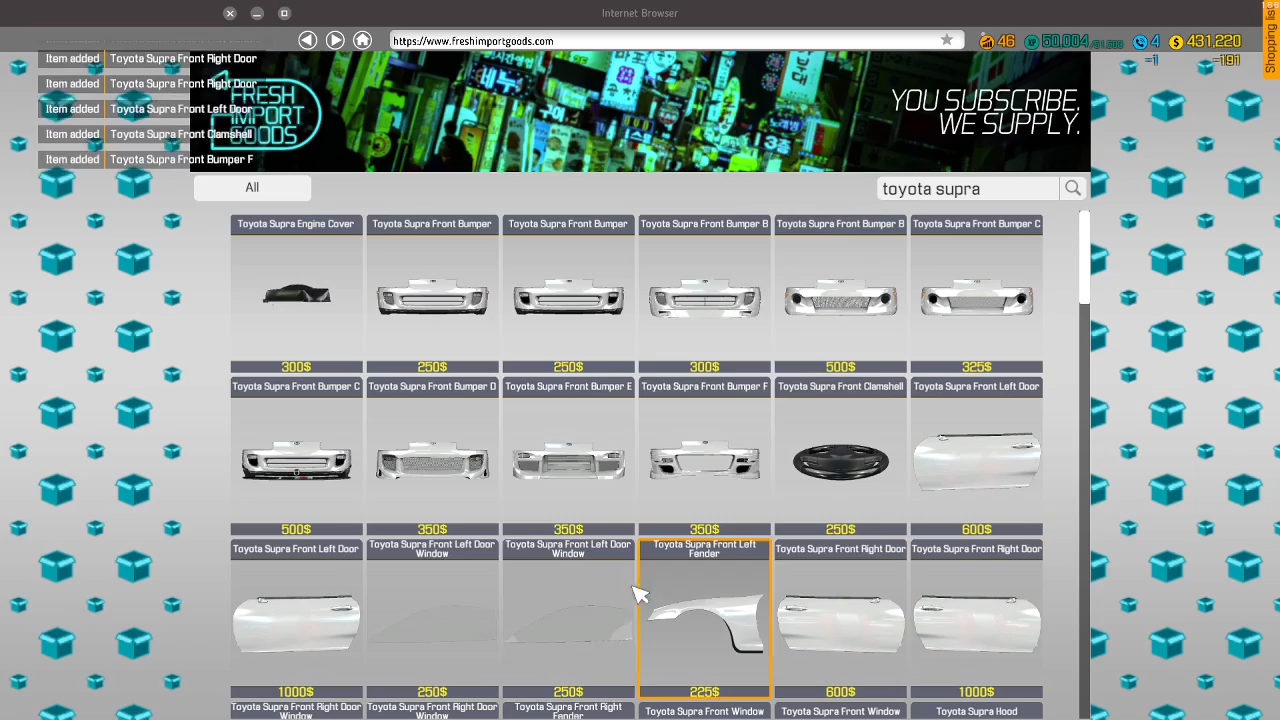 Internet Browser
https://www.freshimportgoods.com
46
50,004/51,500
4
431,220
-1
-191
Shopping list
Item added Toyota Supra Front Right Door
Item added Toyota Supra Front Right Door
Item added Toyota Supra Front Left Door
Item added Toyota Supra Front Clamshell
Item added Toyota Supra Front Bumper F
FRESH
IMPORT
GOODS
YOU SUBSCRIBE.
WE SUPPLY.
All
toyota supra
Toyota Supra Engine Cover
Toyota Supra Front Bumper
Toyota Supra Front Bumper
Toyota Supra Front Bumper B
Toyota Supra Front Bumper B
Toyota Supra Front Bumper C
300$
250$
250$
300$
500$
325$
Toyota Supra Front Bumper C
Toyota Supra Front Bumper D
Toyota Supra Front Bumper E
Toyota Supra Front Bumper F
Toyota Supra Front Clamshell
Toyota Supra Front Left Door
500$
350$
350$
350$
250$
600$
Toyota Supra Front Left Door
Toyota Supra Front Left Door
Window
Toyota Supra Front Left Door
Window
Toyota Supra Front Left
Fender
Toyota Supra Front Right Door
Toyota Supra Front Right Door
1000$
250$
250$
225$
600$
1000$
Toyota Supra Front Right Door
Window
Toyota Supra Front Right Door
Window
Toyota Supra Front Right
Fender
Toyota Supra Front Window
Toyota Supra Front Window
Toyota Supra Hood